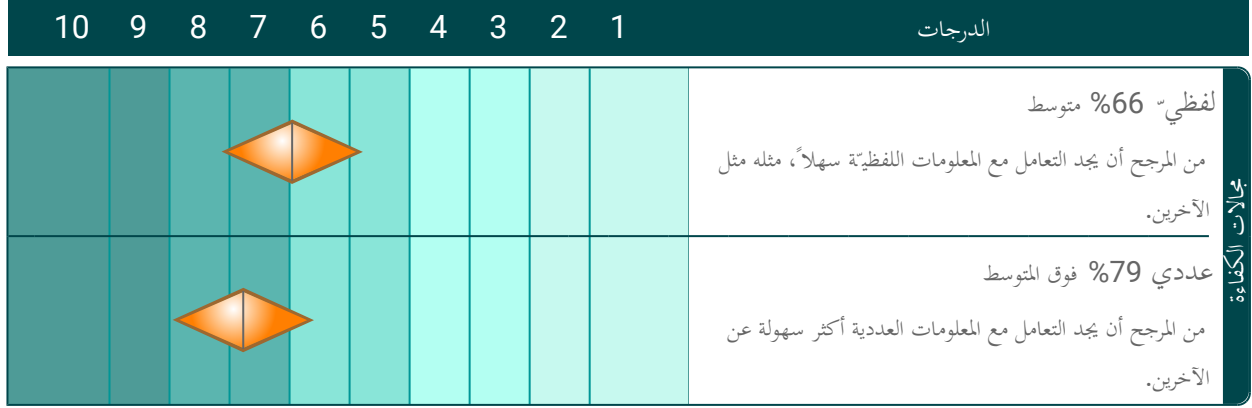 الدرجات 1 2 3 4 5 6 7 8 9 10
مجالات الكفاءة
لفظيّ 66% متوسط
من المرجح أن يجد التعامل مع المعلومات اللفظيّة سهلاً، مثله مثل
الآخرين.
عددي 79% فوق المتوسط
من المرجح أن يجد التعامل مع المعلومات العددية أكثر سهولة عن
الآخرين.